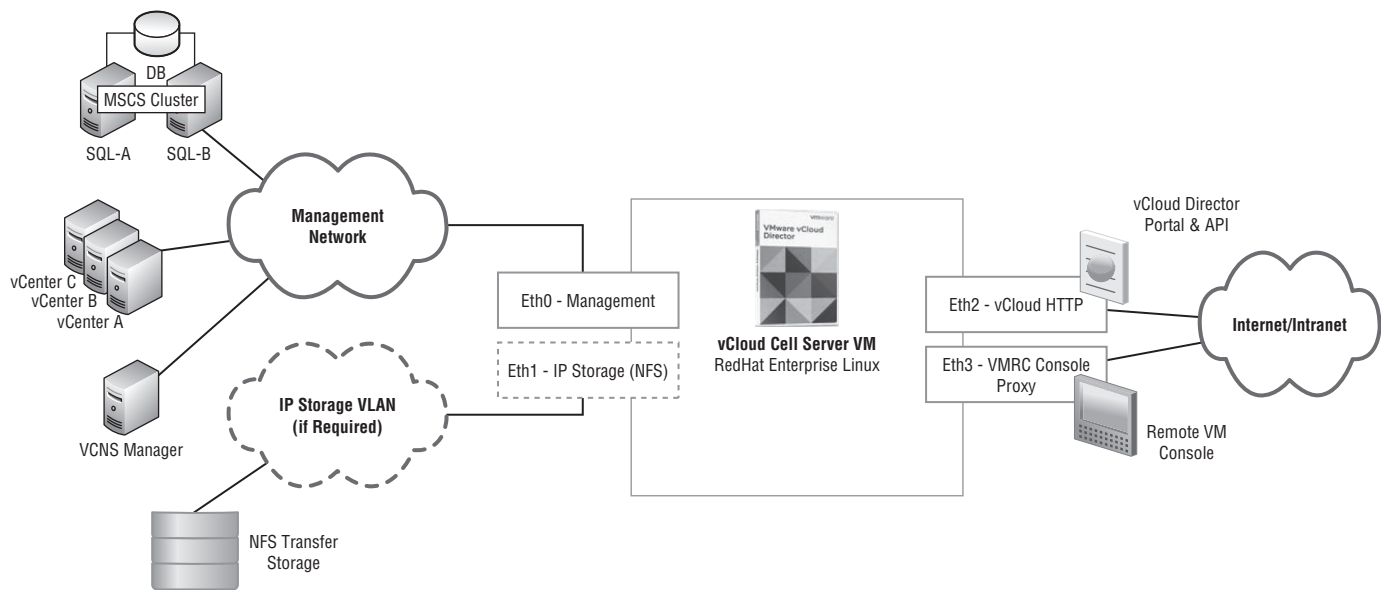 DB
MSCS Cluster
SQL-A
SQL-B
Management
Network
vCenter C
vCenter B
vCenter A
VCNS Manager
IP Storage VLAN
(if Required)
NFS Transfer
Storage
Eth0 - Management
Eth1 - IP Storage (NFS)
vmware
VMware vCloud
Director
vCloud Cell Server VM
RedHat Enterprise Linux
Eth2 - vCloud HTTP
Eth3 - VMRC Console
Proxy
vCloud Director
Portal & API
Remote VM
Console
Internet/Intranet